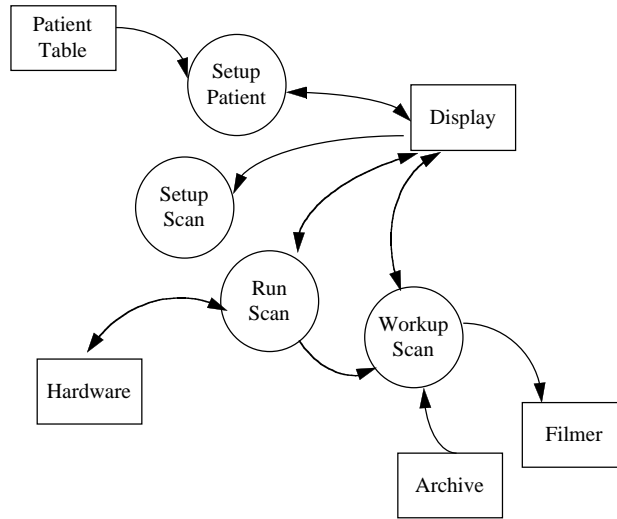 Patient
Table
Setup
Patient
Display
Setup
Scan
Run
Scan
Workup
Scan
Hardware
Filmer
Archive